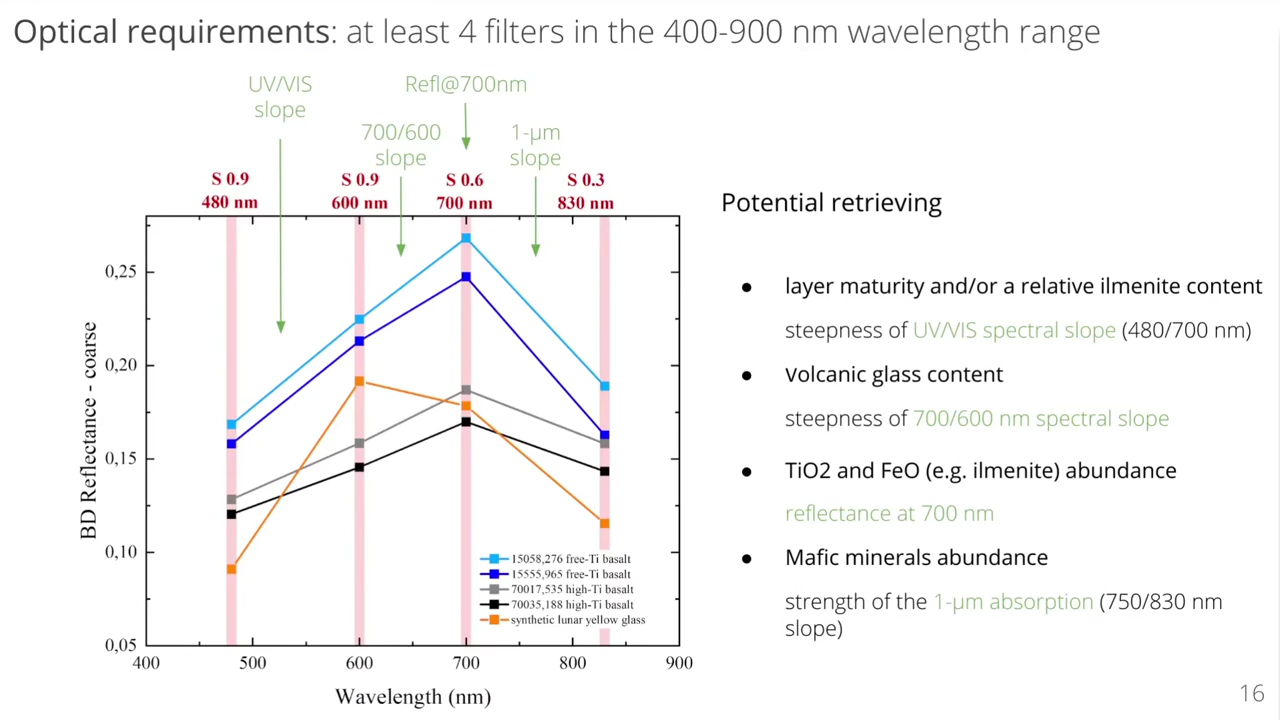 Optical requirements: at least 4 filters in the 400-900 nm wavelength range
UV/VIS
slope
Refl@700nm
700/600
slope
1-µm
slope
S 0.9
480 nm
S 0.9
600 nm
S 0.6
700 nm
S 0.3
830 nm
0,25
0,20
0,15
0,10
0,05
BD Reflectance - coarse
15058,276 free-Ti basalt
15555,965 free-Ti basalt
70017,535 high-Ti basalt
70035,188 high-Ti basalt
synthetic lunar yellow glass
400
500
600
700
800
900
Wavelength (nm)
Potential retrieving
● layer maturity and/or a relative ilmenite content
steepness of UV/VIS spectral slope (480/700 nm)
● Volcanic glass content
steepness of 700/600 nm spectral slope
● TiO2 and FeO (e.g. ilmenite) abundance
reflectance at 700 nm
● Mafic minerals abundance
strength of the 1-µm absorption (750/830 nm
slope)
16